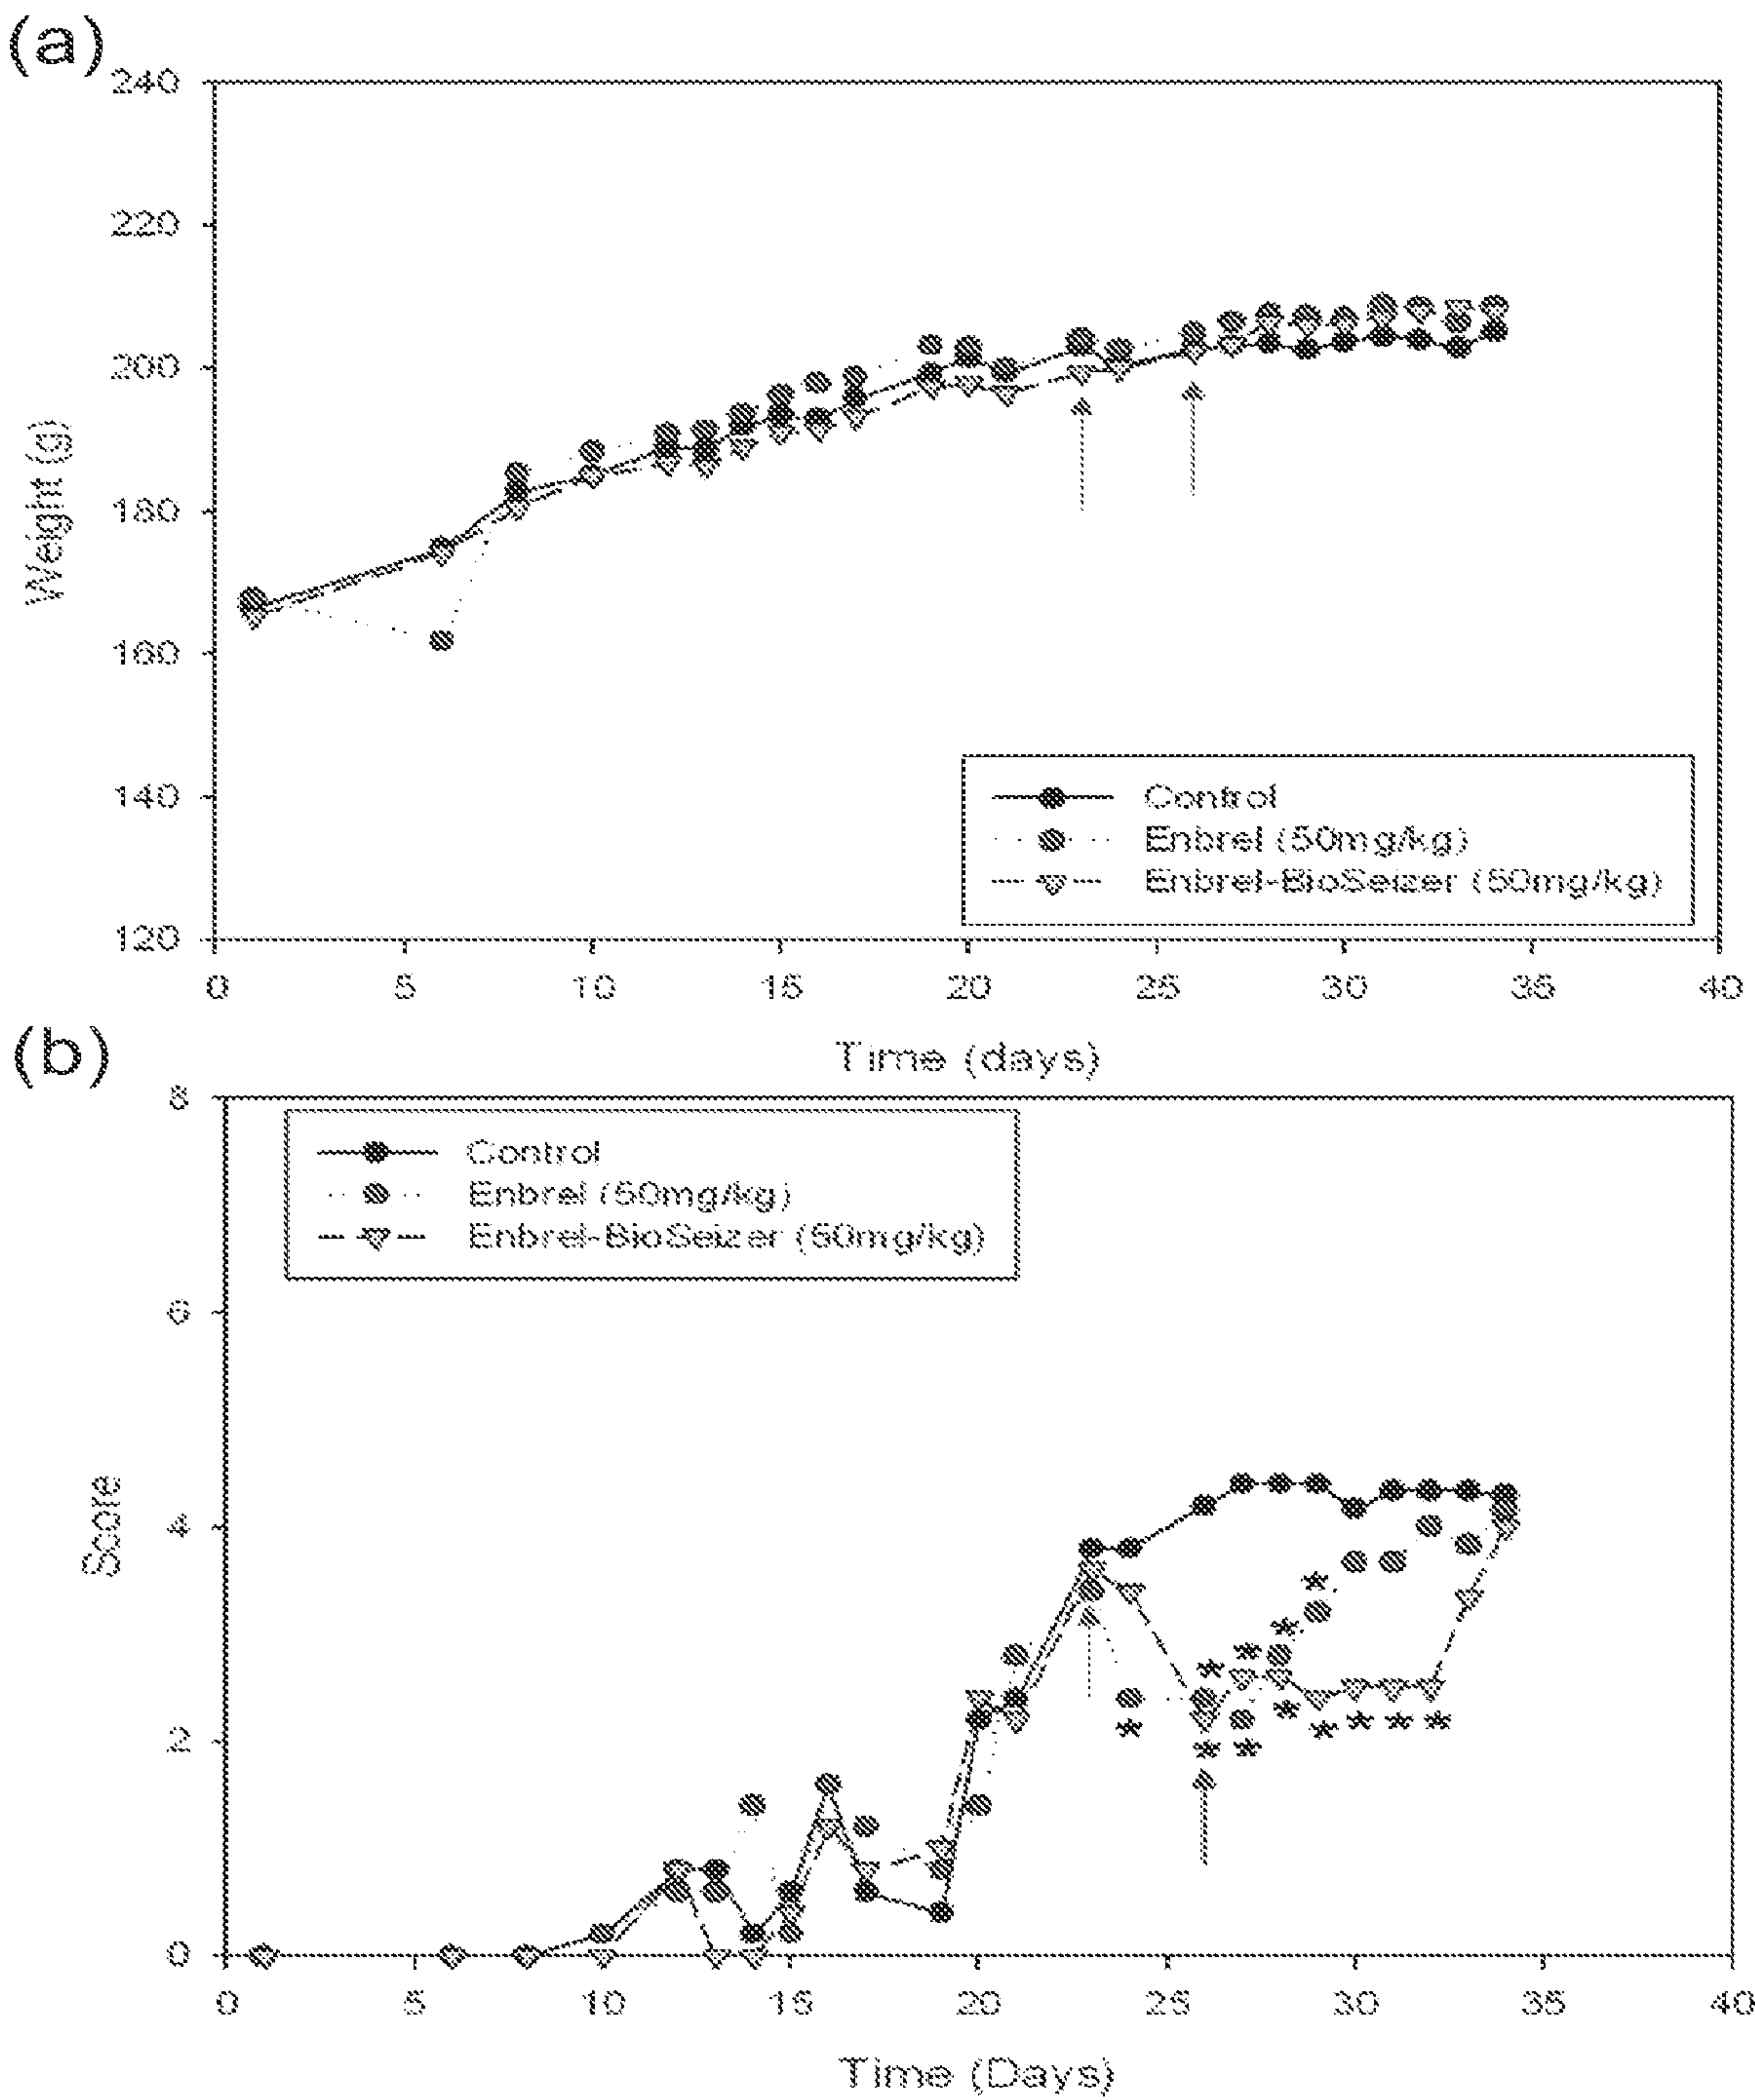 (a)
240
220
200
180
160
140
120
Weight (g)
Control
Enbrel (50mg/kg)
Enbrel-BioSeizer (50mg/kg)
0 5 10 15 20 25 30 35 40
Time (days)
(b)
8
6
4
2
0
Score
Control
Enbrel (50mg/kg)
Enbrel-BioSeizer (50mg/kg)
0 5 10 15 20 25 30 35 40
Time (Days)